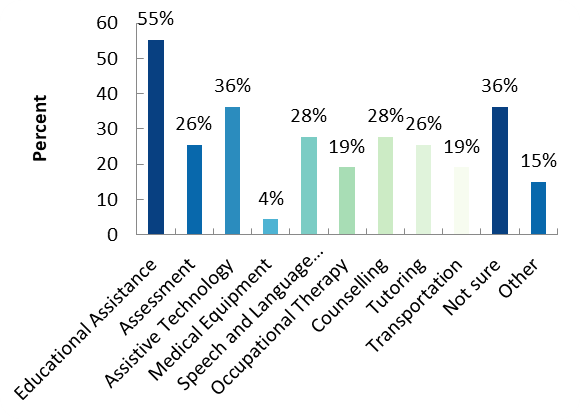 Percent
60
50
40
30
20
10
0
55%
26%
36%
4%
28%
19%
28%
26%
19%
36%
15%
Educational Assistance
Assessment
Assistive Technology
Medical Equipment
Speech and Language...
Occupational Therapy
Counselling
Tutoring
Transportation
Not sure
Other